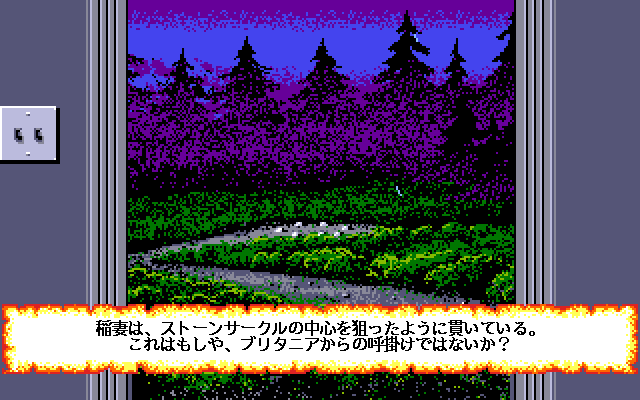 稲妻は、ストーンサークルの中心を狙ったように貫いている。
これはもしや、ブリタニアからの呼掛けではないか？